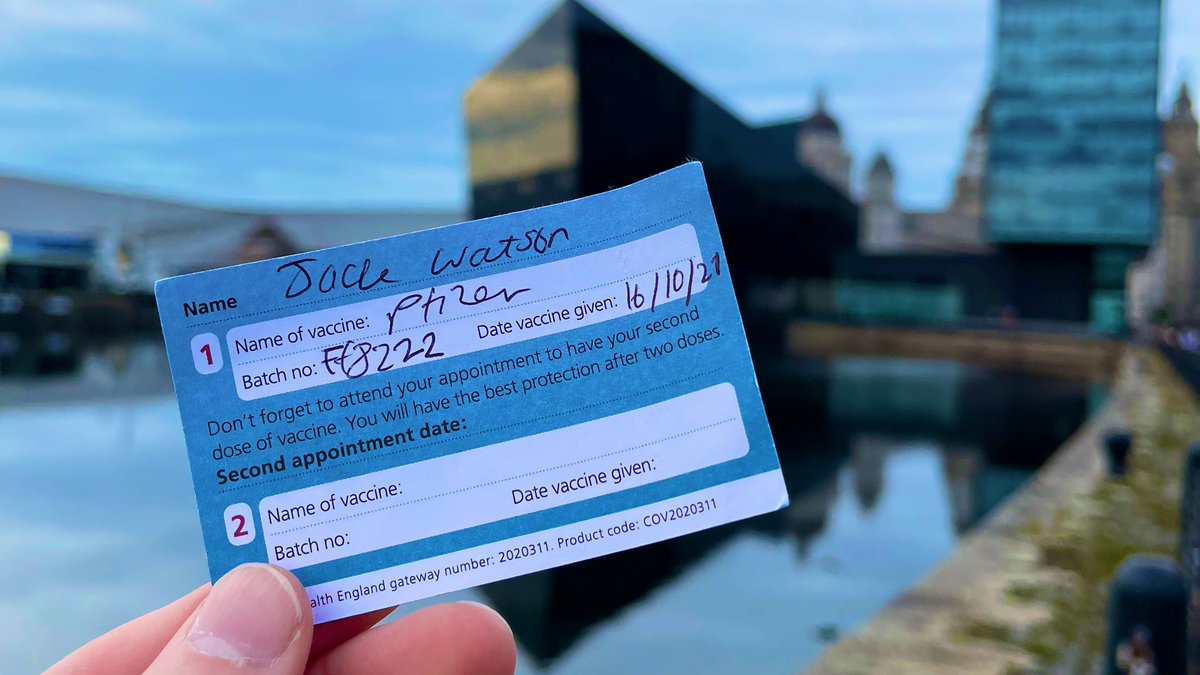 Name Jack Watson
1 Name of vaccine: Pfizer
Batch no: FG8222 Date vaccine given: 16/10/21
Don't forget to attend your appointment to have your second
dose of vaccine. You will have the best protection after two doses.
Second appointment date:
2 Name of vaccine:
Batch no: Date vaccine given:
alth England gateway number: 2020311. Product code: COV2020311